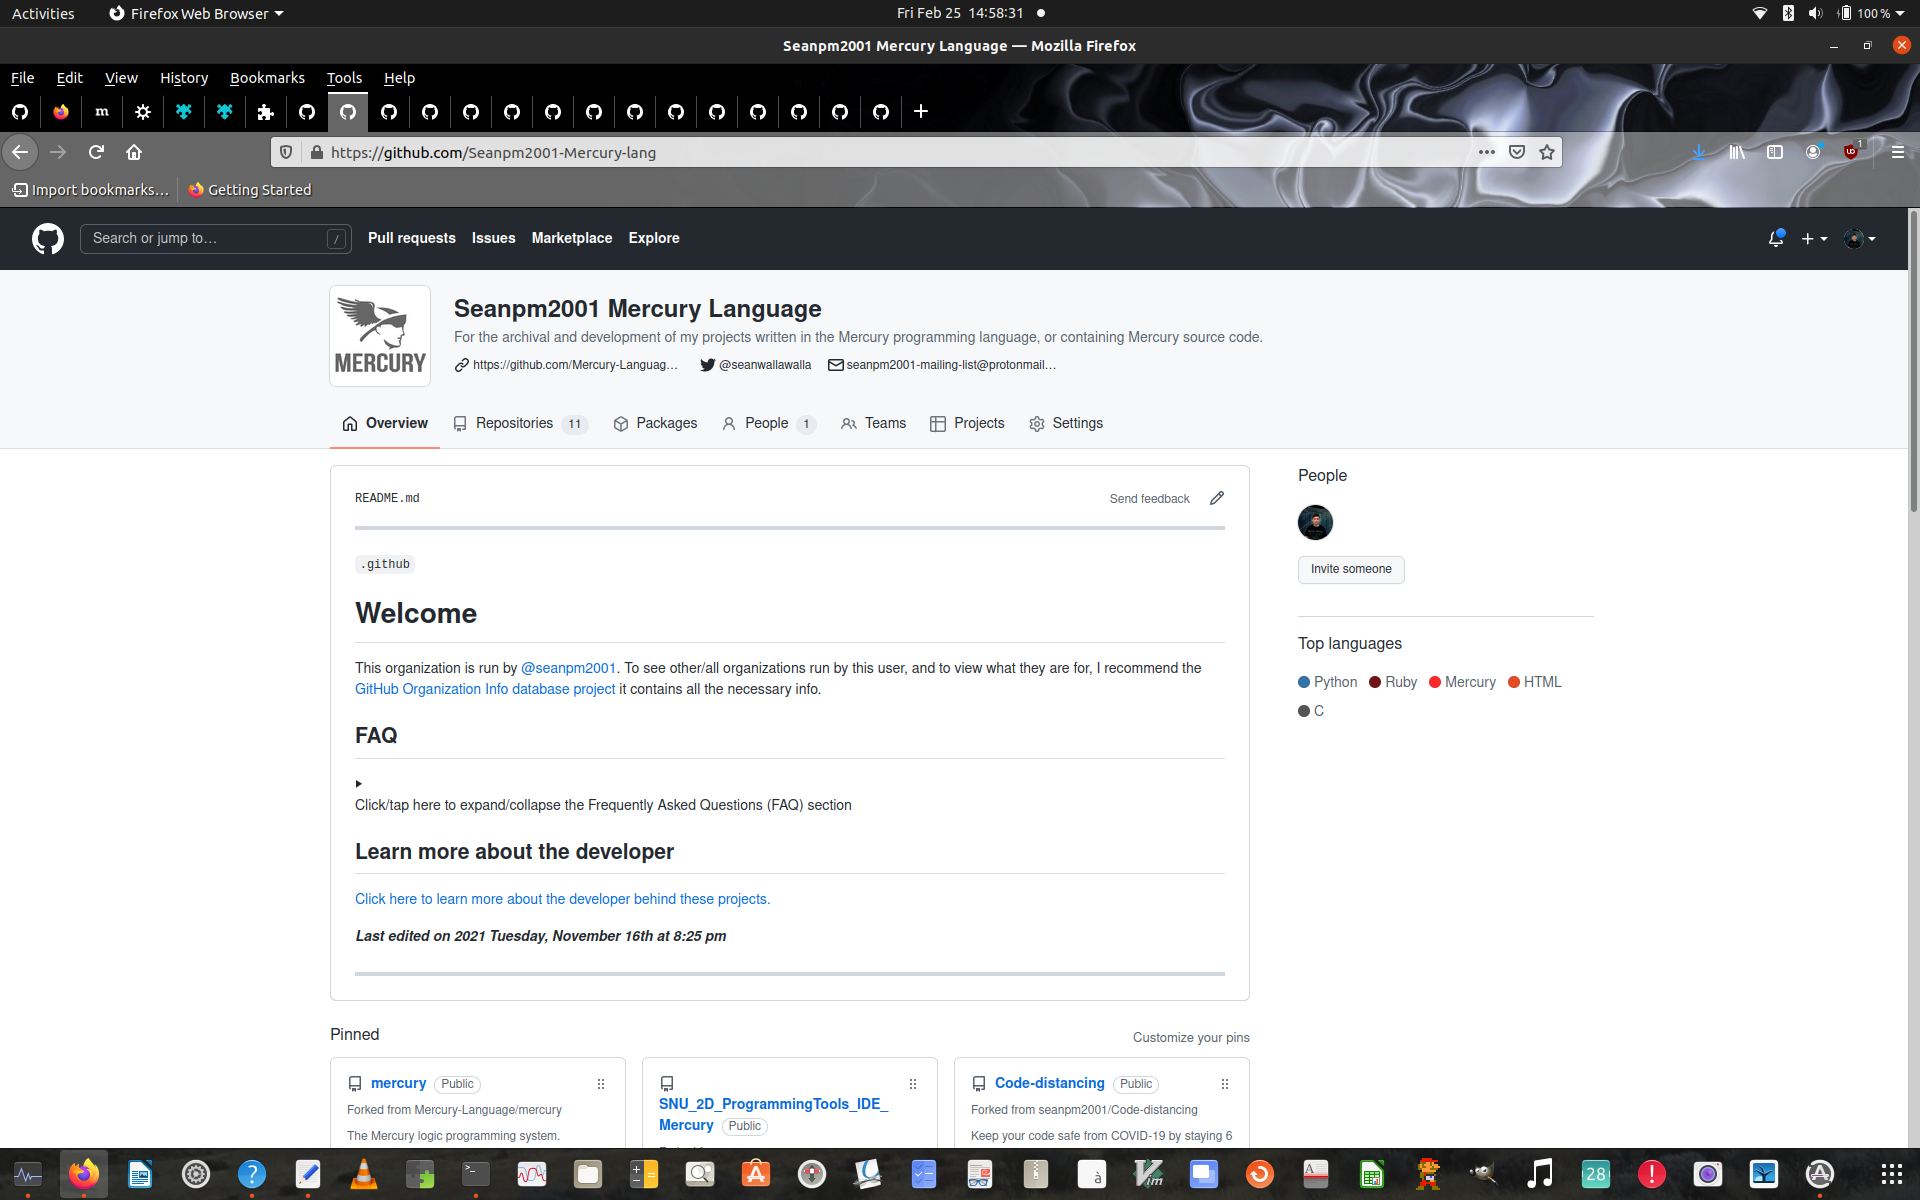 Activities
Firefox Web Browser
Fri Feb 25 14:58:31
100 %
Seanpm2001 Mercury Language — Mozilla Firefox
File Edit View History Bookmarks Tools Help
https://github.com/Seanpm2001-Mercury-lang
1
Import bookmarks…
Getting Started
Search or jump to…
/
Pull requests Issues Marketplace Explore
MERCURY
Seanpm2001 Mercury Language
For the archival and development of my projects written in the Mercury programming language, or containing Mercury source code.
https://github.com/Mercury-Languag…
@seanwallawalla
seanpm2001-mailing-list@protonmail…
Overview
Repositories 11
Packages
People 1
Teams
Projects
Settings
README.md
Send feedback
.github
Welcome
This organization is run by @seanpm2001. To see other/all organizations run by this user, and to view what they are for, I recommend the
GitHub Organization Info database project it contains all the necessary info.
FAQ
Click/tap here to expand/collapse the Frequently Asked Questions (FAQ) section
Learn more about the developer
Click here to learn more about the developer behind these projects.
Last edited on 2021 Tuesday, November 16th at 8:25 pm
People
Invite someone
Top languages
Python Ruby Mercury HTML
C
Pinned
Customize your pins
mercury Public
Forked from Mercury-Language/mercury
The Mercury logic programming system.
SNU_2D_ProgrammingTools_IDE_
Mercury Public
Code-distancing Public
Forked from seanpm2001/Code-distancing
Keep your code safe from COVID-19 by staying 6
28